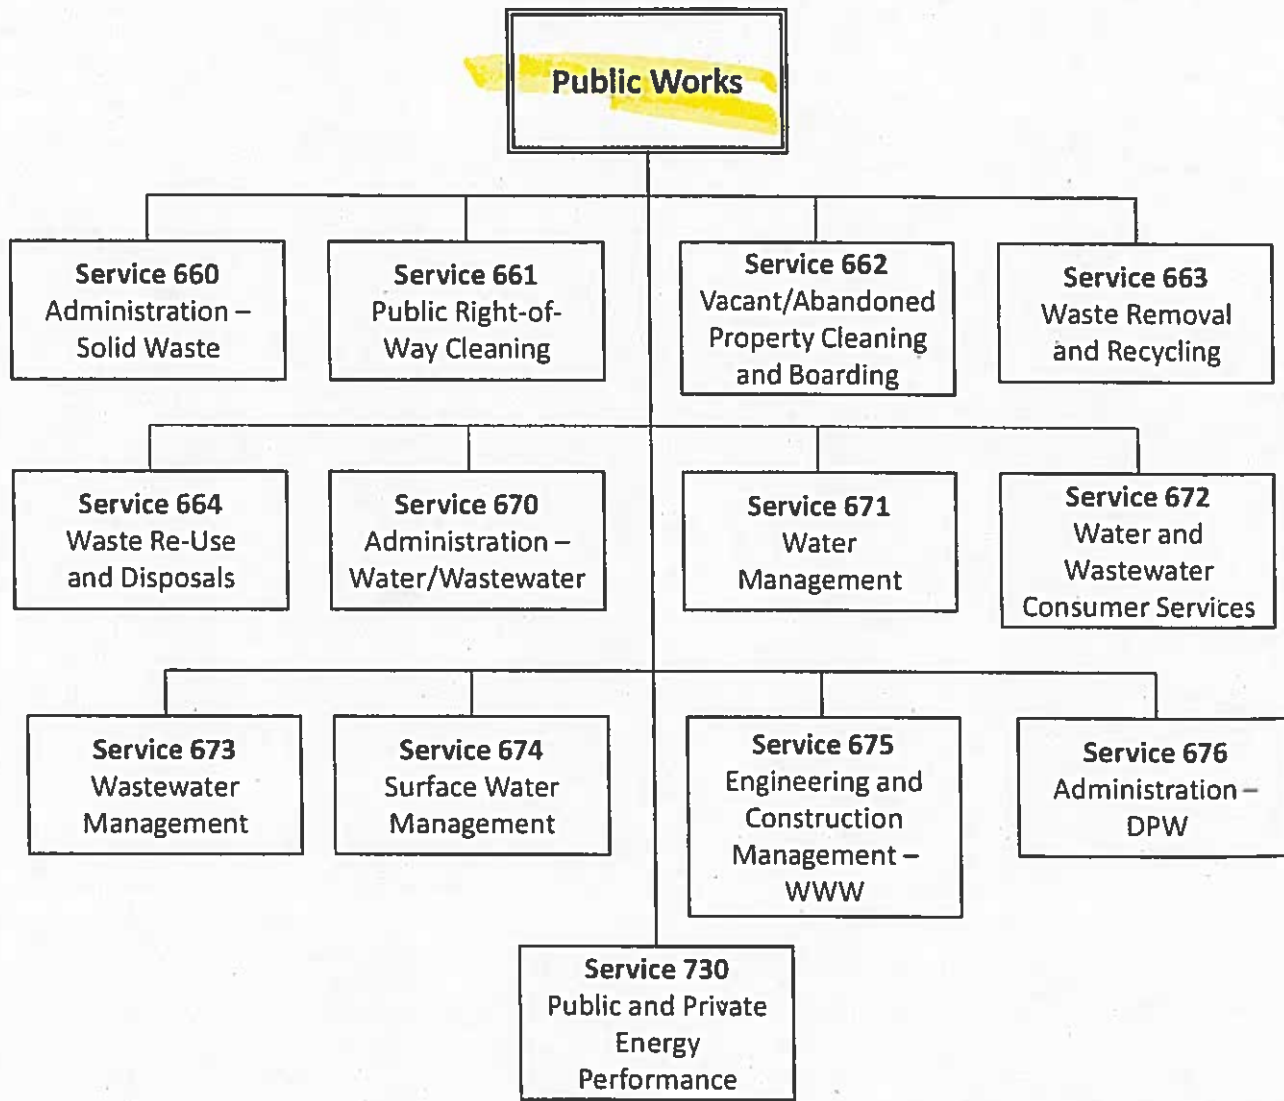 Public Works
Service 660
Administration –
Solid Waste
Service 661
Public Right-of-
Way Cleaning
Service 662
Vacant/Abandoned
Property Cleaning
and Boarding
Service 663
Waste Removal
and Recycling
Service 664
Waste Re-Use
and Disposals
Service 670
Administration –
Water/Wastewater
Service 671
Water
Management
Service 672
Water and
Wastewater
Consumer Services
Service 673
Wastewater
Management
Service 674
Surface Water
Management
Service 675
Engineering and
Construction
Management –
WWW
Service 676
Administration –
DPW
Service 730
Public and Private
Energy
Performance